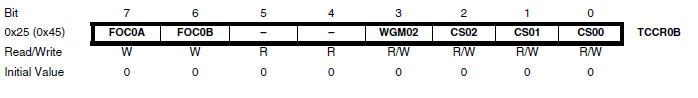 Bit 7 6 5 4 3 2 1 0
0x25 (0x45) FOC0A FOC0B – – WGM02 CS02 CS01 CS00 TCCR0B
Read/Write W W R R R/W R/W R/W R/W
Initial Value 0 0 0 0 0 0 0 0